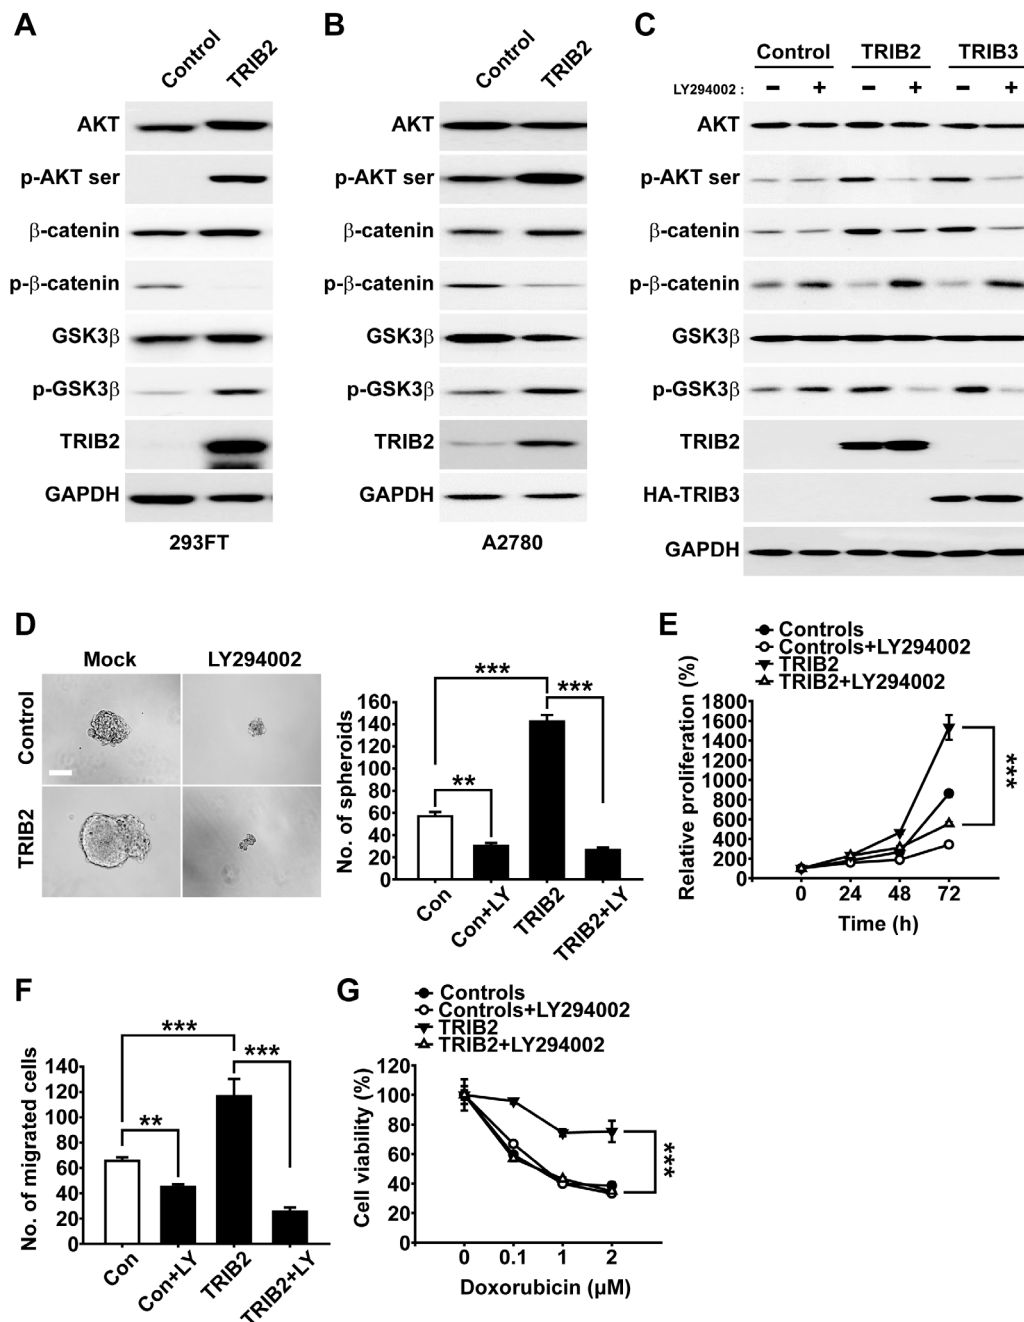 A
Control
TRIB2
AKT
p-AKT ser
β-catenin
p-β-catenin
GSK3β
p-GSK3β
TRIB2
GAPDH
293FT
B
Control
TRIB2
AKT
p-AKT ser
β-catenin
p-β-catenin
GSK3β
p-GSK3β
TRIB2
GAPDH
A2780
C
Control TRIB2 TRIB3
LY294002 : − + − + − +
AKT
p-AKT ser
β-catenin
p-β-catenin
GSK3β
p-GSK3β
TRIB2
HA-TRIB3
GAPDH
D
Mock LY294002
Control
TRIB2
No. of spheroids
160
140
120
100
80
60
40
20
0
***
***
**
Con
Con+LY
TRIB2
TRIB2+LY
E
Controls
Controls+LY294002
TRIB2
TRIB2+LY294002
Relative proliferation (%)
1800
1600
1400
1200
1000
800
600
400
200
0
***
0 24 48 72
Time (h)
F
No. of migrated cells
140
120
100
80
60
40
20
0
***
***
**
Con
Con+LY
TRIB2
TRIB2+LY
G
Controls
Controls+LY294002
TRIB2
TRIB2+LY294002
Cell viability (%)
120
100
80
60
40
20
0
***
0 0.1 1 2
Doxorubicin (µM)